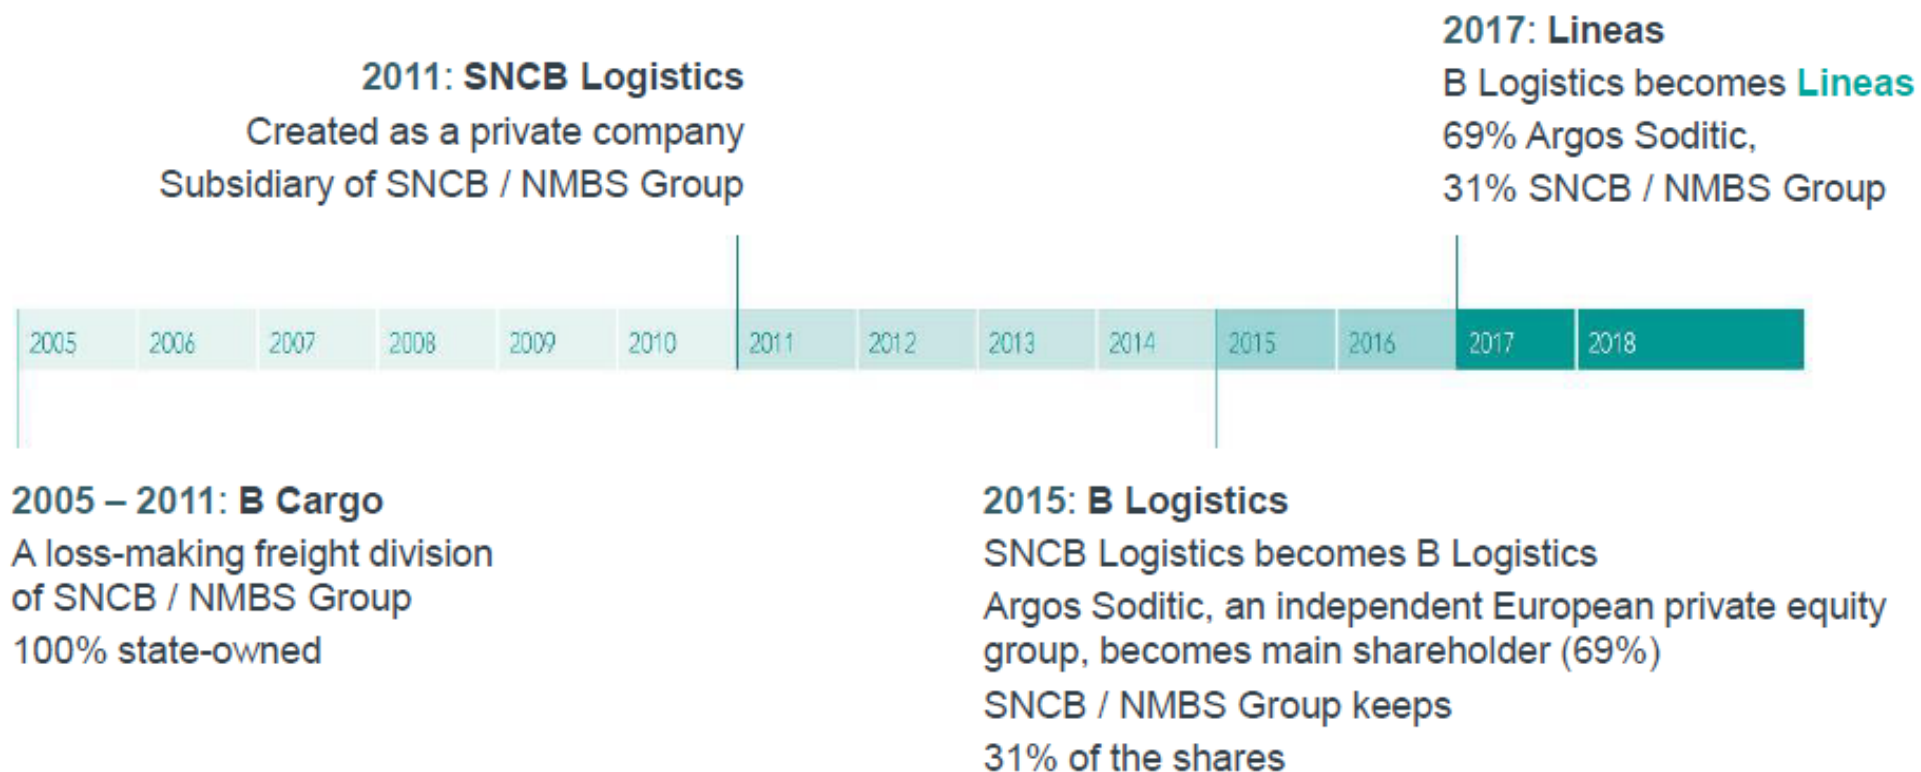 2011: SNCB Logistics
Created as a private company
Subsidiary of SNCB / NMBS Group
2017: Lineas
B Logistics becomes Lineas
69% Argos Soditic,
31% SNCB / NMBS Group
2005
2006
2007
2008
2009
2010
2011
2012
2013
2014
2015
2016
2017
2018
2005 – 2011: B Cargo
A loss-making freight division
of SNCB / NMBS Group
100% state-owned
2015: B Logistics
SNCB Logistics becomes B Logistics
Argos Soditic, an independent European private equity
group, becomes main shareholder (69%)
SNCB / NMBS Group keeps
31% of the shares